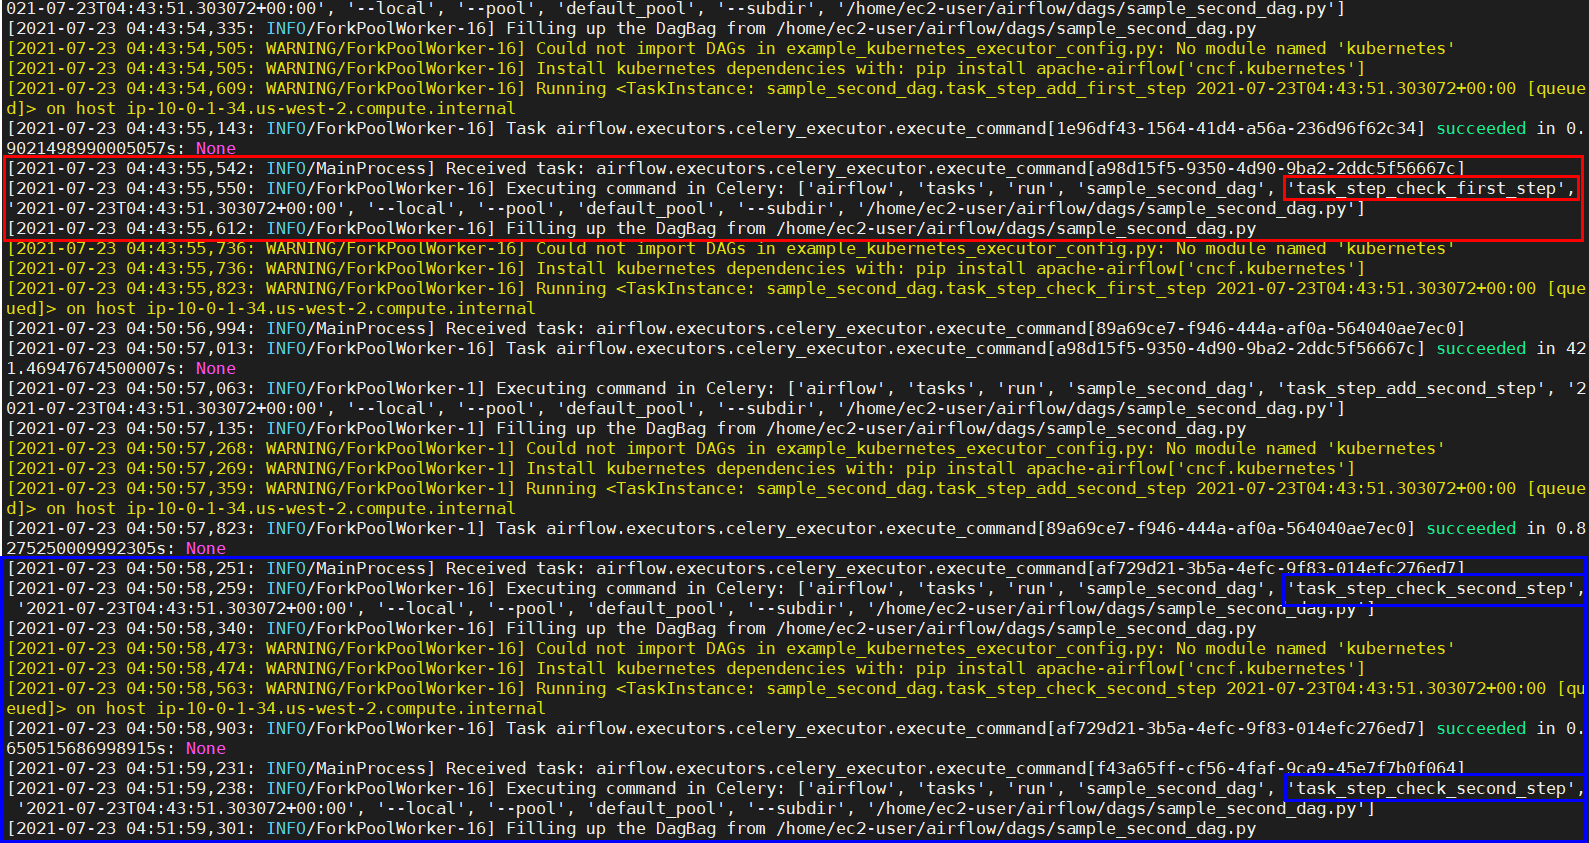 021-07-23T04:43:51.303072+00:00', '--local', '--pool', 'default_pool', '--subdir', '/home/ec2-user/airflow/dags/sample_second_dag.py']
[2021-07-23 04:43:54,335: INFO/ForkPoolWorker-16] Filling up the DagBag from /home/ec2-user/airflow/dags/sample_second_dag.py
[2021-07-23 04:43:54,505: WARNING/ForkPoolWorker-16] Could not import DAGs in example_kubernetes_executor_config.py: No module named 'kubernetes'
[2021-07-23 04:43:54,505: WARNING/ForkPoolWorker-16] Install kubernetes dependencies with: pip install apache-airflow['cncf.kubernetes']
[2021-07-23 04:43:54,609: WARNING/ForkPoolWorker-16] Running <TaskInstance: sample_second_dag.task_step_add_first_step 2021-07-23T04:43:51.303072+00:00 [queue
d]> on host ip-10-0-1-34.us-west-2.compute.internal
[2021-07-23 04:43:55,143: INFO/ForkPoolWorker-16] Task airflow.executors.celery_executor.execute_command[1e96df43-1564-41d4-a56a-236d96f62c34] succeeded in 0.
9021498990005057s: None
[2021-07-23 04:43:55,542: INFO/MainProcess] Received task: airflow.executors.celery_executor.execute_command[a98d15f5-9350-4d90-9ba2-2ddc5f56667c]
[2021-07-23 04:43:55,550: INFO/ForkPoolWorker-16] Executing command in Celery: ['airflow', 'tasks', 'run', 'sample_second_dag', 'task_step_check_first_step',
'2021-07-23T04:43:51.303072+00:00', '--local', '--pool', 'default_pool', '--subdir', '/home/ec2-user/airflow/dags/sample_second_dag.py']
[2021-07-23 04:43:55,612: INFO/ForkPoolWorker-16] Filling up the DagBag from /home/ec2-user/airflow/dags/sample_second_dag.py
[2021-07-23 04:43:55,736: WARNING/ForkPoolWorker-16] Could not import DAGs in example_kubernetes_executor_config.py: No module named 'kubernetes'
[2021-07-23 04:43:55,736: WARNING/ForkPoolWorker-16] Install kubernetes dependencies with: pip install apache-airflow['cncf.kubernetes']
[2021-07-23 04:43:55,823: WARNING/ForkPoolWorker-16] Running <TaskInstance: sample_second_dag.task_step_check_first_step 2021-07-23T04:43:51.303072+00:00 [que
ued]> on host ip-10-0-1-34.us-west-2.compute.internal
[2021-07-23 04:50:56,994: INFO/MainProcess] Received task: airflow.executors.celery_executor.execute_command[89a69ce7-f946-444a-af0a-564040ae7ec0]
[2021-07-23 04:50:57,013: INFO/ForkPoolWorker-16] Task airflow.executors.celery_executor.execute_command[a98d15f5-9350-4d90-9ba2-2ddc5f56667c] succeeded in 42
1.46947674500007s: None
[2021-07-23 04:50:57,063: INFO/ForkPoolWorker-1] Executing command in Celery: ['airflow', 'tasks', 'run', 'sample_second_dag', 'task_step_add_second_step', '2
021-07-23T04:43:51.303072+00:00', '--local', '--pool', 'default_pool', '--subdir', '/home/ec2-user/airflow/dags/sample_second_dag.py']
[2021-07-23 04:50:57,135: INFO/ForkPoolWorker-1] Filling up the DagBag from /home/ec2-user/airflow/dags/sample_second_dag.py
[2021-07-23 04:50:57,268: WARNING/ForkPoolWorker-1] Could not import DAGs in example_kubernetes_executor_config.py: No module named 'kubernetes'
[2021-07-23 04:50:57,269: WARNING/ForkPoolWorker-1] Install kubernetes dependencies with: pip install apache-airflow['cncf.kubernetes']
[2021-07-23 04:50:57,359: WARNING/ForkPoolWorker-1] Running <TaskInstance: sample_second_dag.task_step_add_second_step 2021-07-23T04:43:51.303072+00:00 [queue
d]> on host ip-10-0-1-34.us-west-2.compute.internal
[2021-07-23 04:50:57,823: INFO/ForkPoolWorker-1] Task airflow.executors.celery_executor.execute_command[89a69ce7-f946-444a-af0a-564040ae7ec0] succeeded in 0.8
275250009992305s: None
[2021-07-23 04:50:58,251: INFO/MainProcess] Received task: airflow.executors.celery_executor.execute_command[af729d21-3b5a-4efc-9f83-014efc276ed7]
[2021-07-23 04:50:58,259: INFO/ForkPoolWorker-16] Executing command in Celery: ['airflow', 'tasks', 'run', 'sample_second_dag', 'task_step_check_second_step',
'2021-07-23T04:43:51.303072+00:00', '--local', '--pool', 'default_pool', '--subdir', '/home/ec2-user/airflow/dags/sample_second_dag.py']
[2021-07-23 04:50:58,340: INFO/ForkPoolWorker-16] Filling up the DagBag from /home/ec2-user/airflow/dags/sample_second_dag.py
[2021-07-23 04:50:58,473: WARNING/ForkPoolWorker-16] Could not import DAGs in example_kubernetes_executor_config.py: No module named 'kubernetes'
[2021-07-23 04:50:58,474: WARNING/ForkPoolWorker-16] Install kubernetes dependencies with: pip install apache-airflow['cncf.kubernetes']
[2021-07-23 04:50:58,563: WARNING/ForkPoolWorker-16] Running <TaskInstance: sample_second_dag.task_step_check_second_step 2021-07-23T04:43:51.303072+00:00 [qu
eued]> on host ip-10-0-1-34.us-west-2.compute.internal
[2021-07-23 04:50:58,903: INFO/ForkPoolWorker-16] Task airflow.executors.celery_executor.execute_command[af729d21-3b5a-4efc-9f83-014efc276ed7] succeeded in 0.
650515686998915s: None
[2021-07-23 04:51:59,231: INFO/MainProcess] Received task: airflow.executors.celery_executor.execute_command[f43a65ff-cf56-4faf-9ca9-45e7f7b0f064]
[2021-07-23 04:51:59,238: INFO/ForkPoolWorker-16] Executing command in Celery: ['airflow', 'tasks', 'run', 'sample_second_dag', 'task_step_check_second_step',
'2021-07-23T04:43:51.303072+00:00', '--local', '--pool', 'default_pool', '--subdir', '/home/ec2-user/airflow/dags/sample_second_dag.py']
[2021-07-23 04:51:59,301: INFO/ForkPoolWorker-16] Filling up the DagBag from /home/ec2-user/airflow/dags/sample_second_dag.py